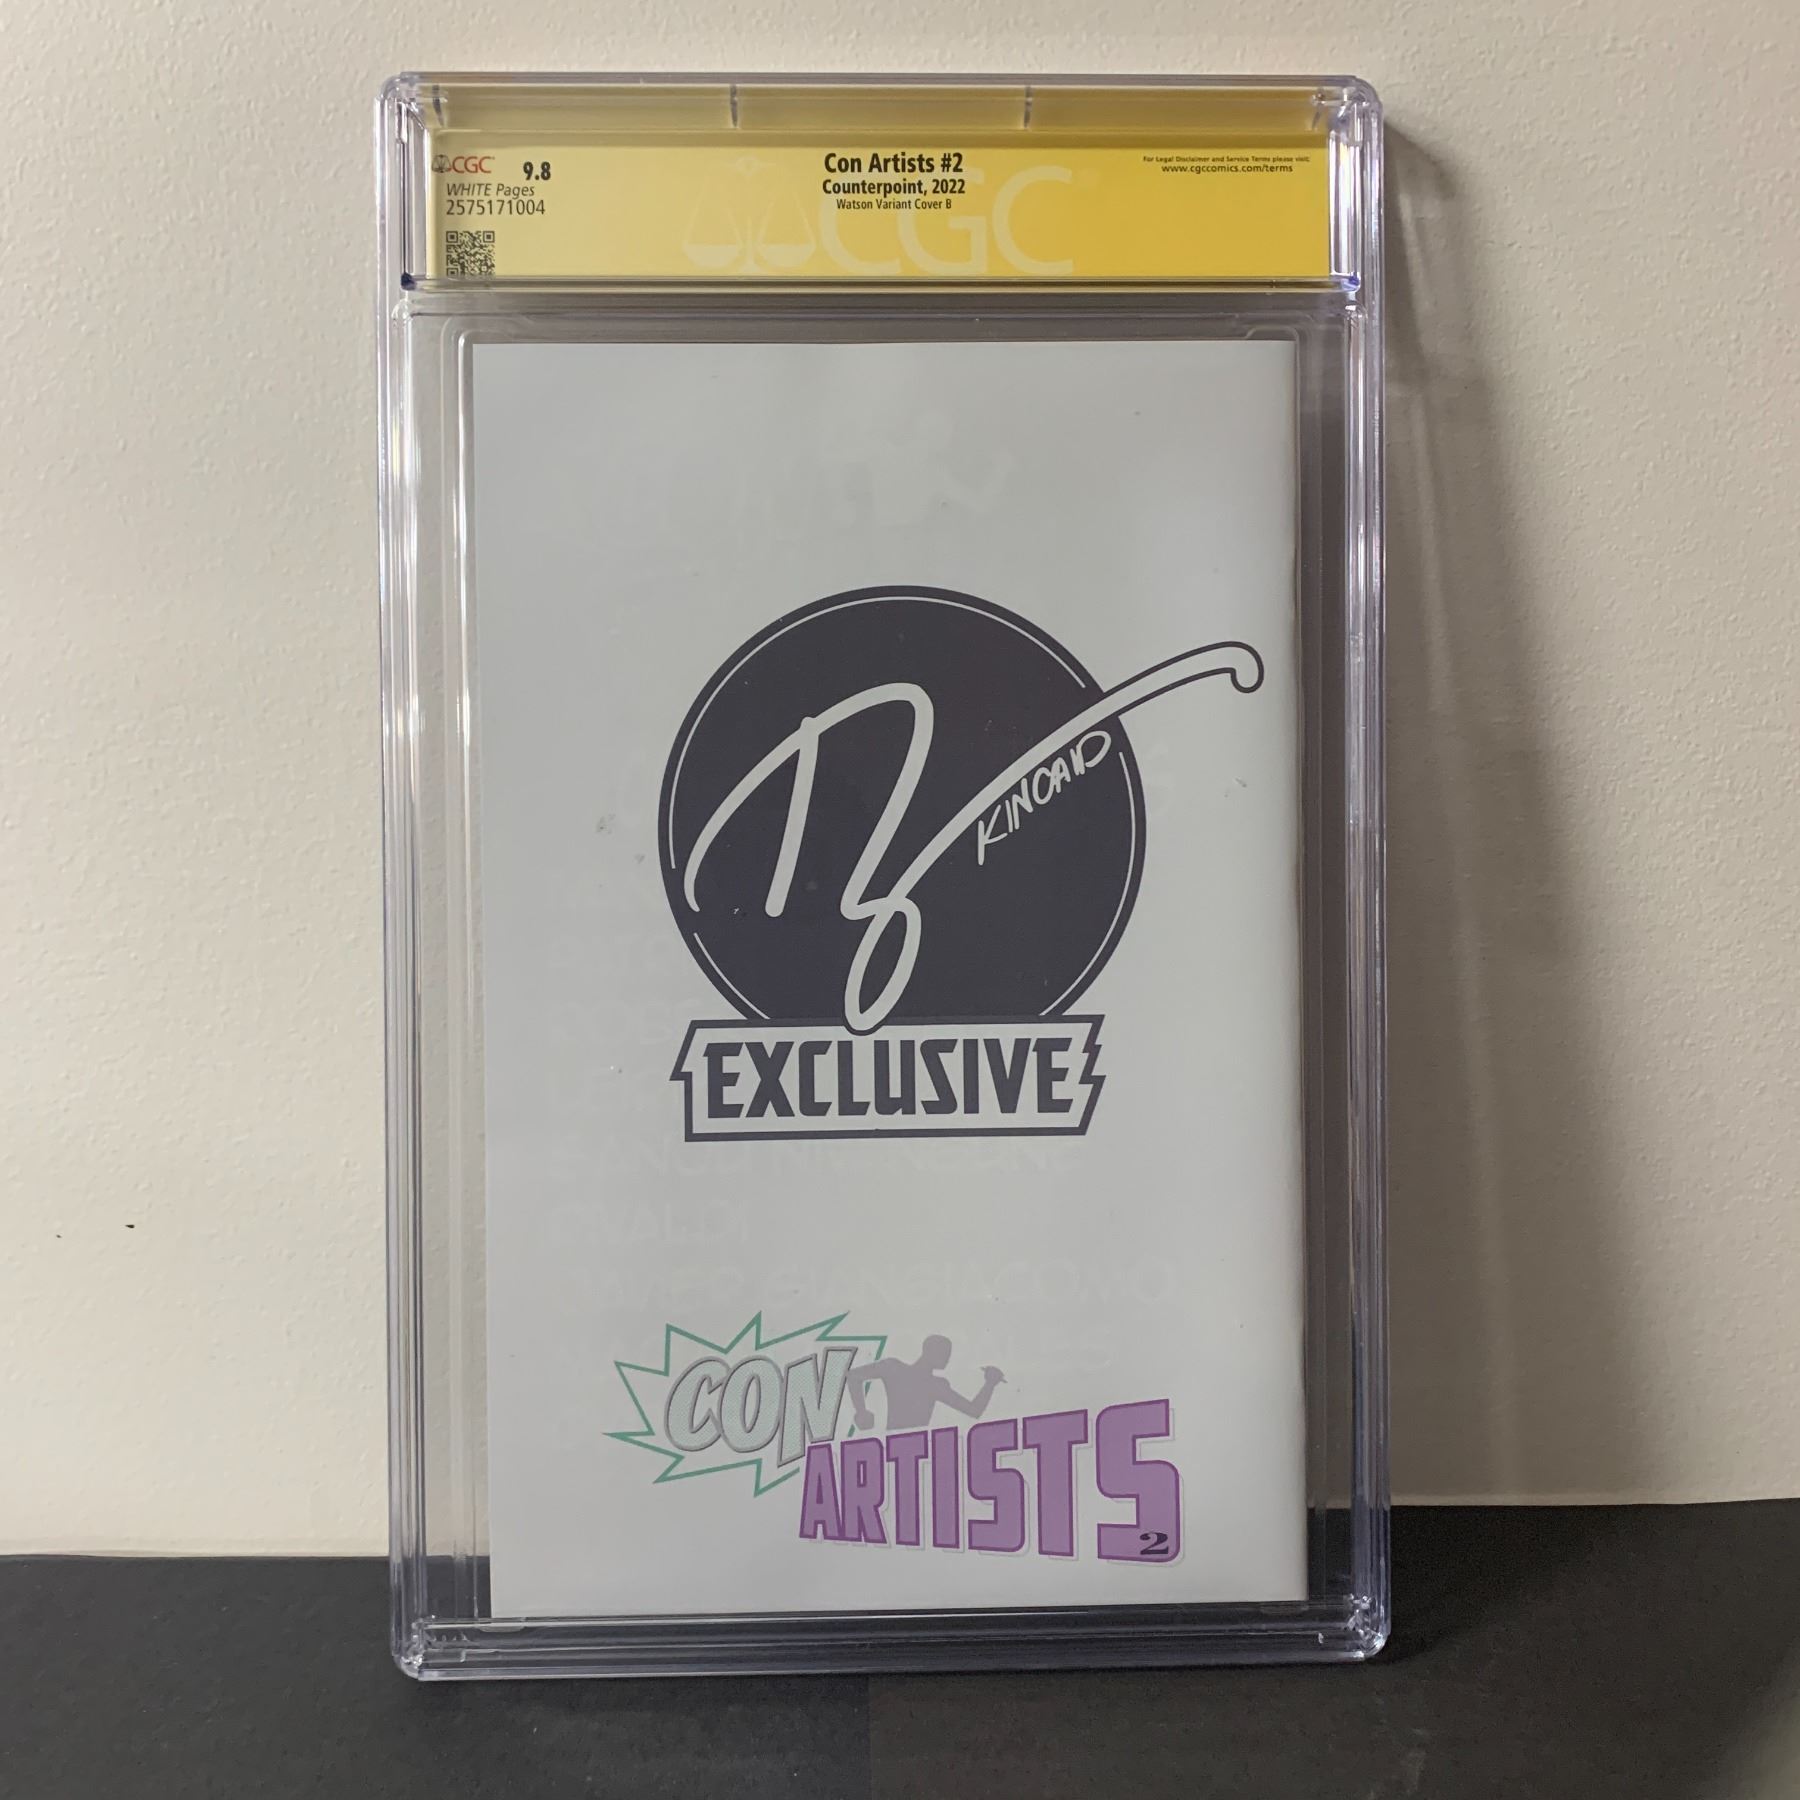 CGC 9.8
WHITE Pages
2575171004
Con Artists #2
Counterpoint, 2022
Watson Variant Cover B
For Legal Disclaimer and Service Terms please visit:
www.cgccomics.com/terms
CGC
KINCAID
EXCLUSIVE
CON
ARTISTS
2